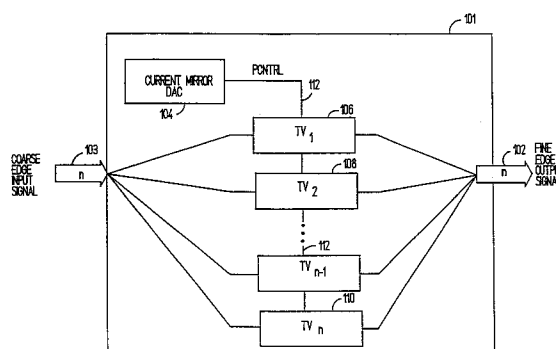 101
CURRENT MIRROR
DAC
104
PCNTRL
112
106
TV1
103
COARSE
EDGE
INPUT
SIGNAL
n
108
TV2
102
FINE
EDGE
OUTPUT
SIGNAL
n
112
TVn-1
110
TVn